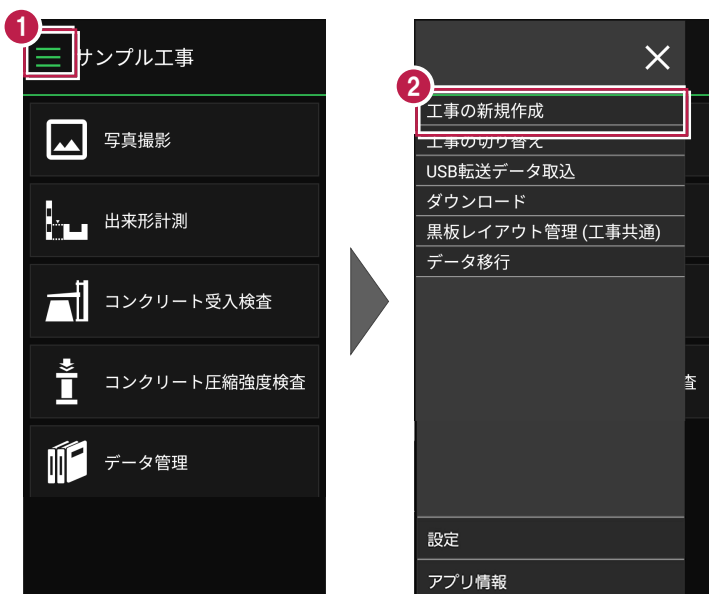 1
サンプル工事
写真撮影
出来形計測
コンクリート受入検査
コンクリート圧縮強度検査
データ管理
2
工事の新規作成
工事の切り替え
USB転送データ取込
ダウンロード
黒板レイアウト管理 (工事共通)
データ移行
査
設定
アプリ情報